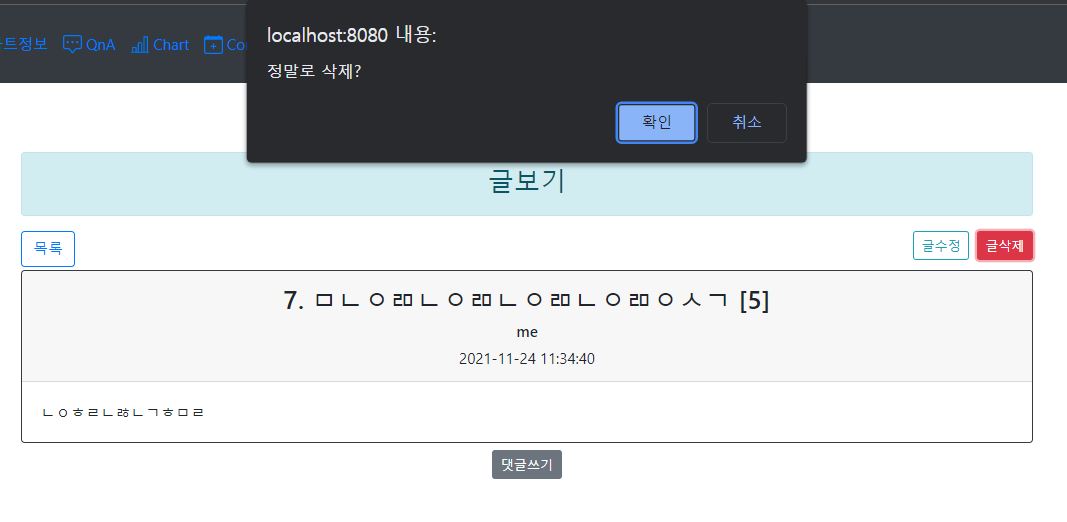 localhost:8080 내용:
정말로 삭제?
확인 취소
트정보 QnA Chart Co
글보기
목록 글수정 글삭제
7. ㅁㄴㅇㄻㄴㅇㄻㄴㅇㄻㄴㅇㄻㅇㅅㄱ [5]
me
2021-11-24 11:34:40
ㄴㅇㅎㄹㄴㅀㄴㄱㅎㅁㄹ
댓글쓰기